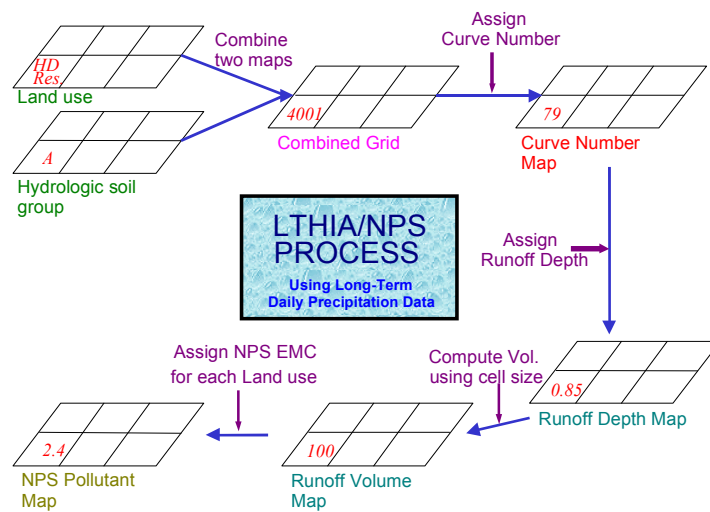 HD
Res
Land use
Combine
two maps
Assign
Curve Number
A
Hydrologic soil
group
4001
Combined Grid
79
Curve Number
Map
LTHIA/NPS
PROCESS
Using Long-Term
Daily Precipitation Data
Assign
Runoff Depth
0.85
Runoff Depth Map
Compute Vol.
using cell size
100
Runoff Volume
Map
Assign NPS EMC
for each Land use
2.4
NPS Pollutant
Map